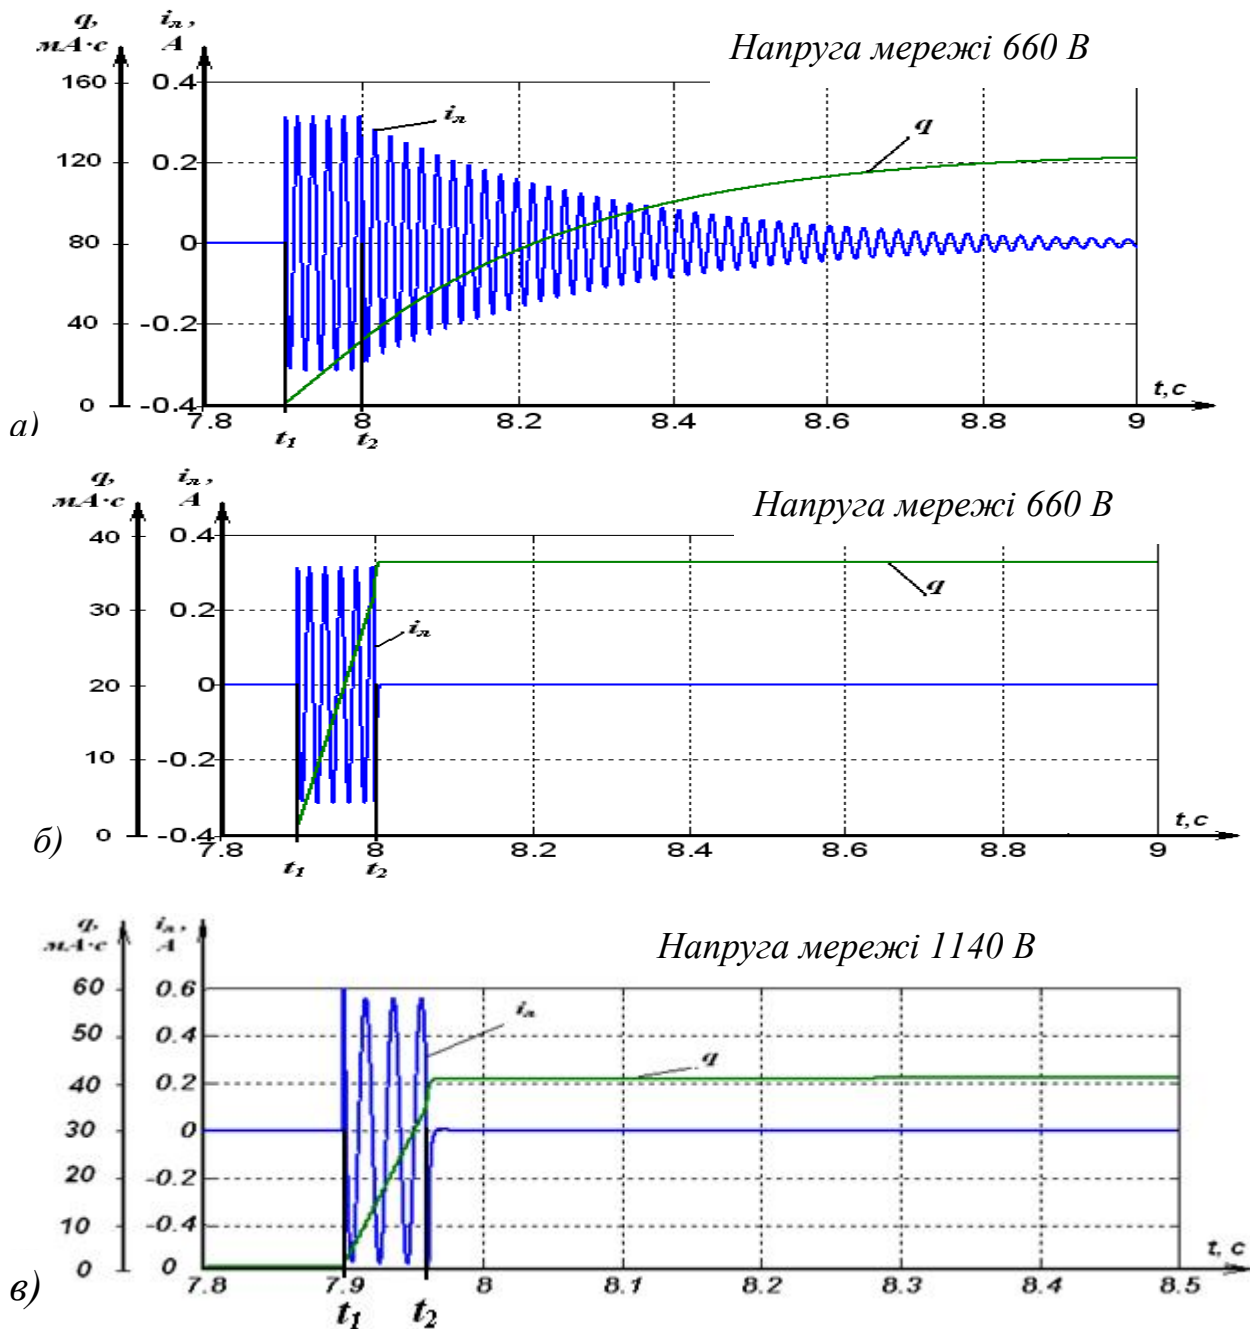 q, мА·с
iл, А
Напруга мережі 660 В
160
0.4
iл
q
120
0.2
80
0
40
-0.2
t, c
0
-0.4
а)
7.8
8
8.2
8.4
8.6
8.8
9
t1
t2
q, мА·с
iл, А
Напруга мережі 660 В
40
0.4
q
30
0.2
iл
20
0
10
-0.2
t, c
б)
0
-0.4
7.8
8
8.2
8.4
8.6
8.8
9
t1
t2
q, мА·с
iл, А
Напруга мережі 1140 В
60
0.6
iл
50
0.4
q
40
0.2
30
0
20
-0.2
10
-0.4
t, c
0
0
в)
7.8
7.9
8
8.1
8.2
8.3
8.4
8.5
t1
t2